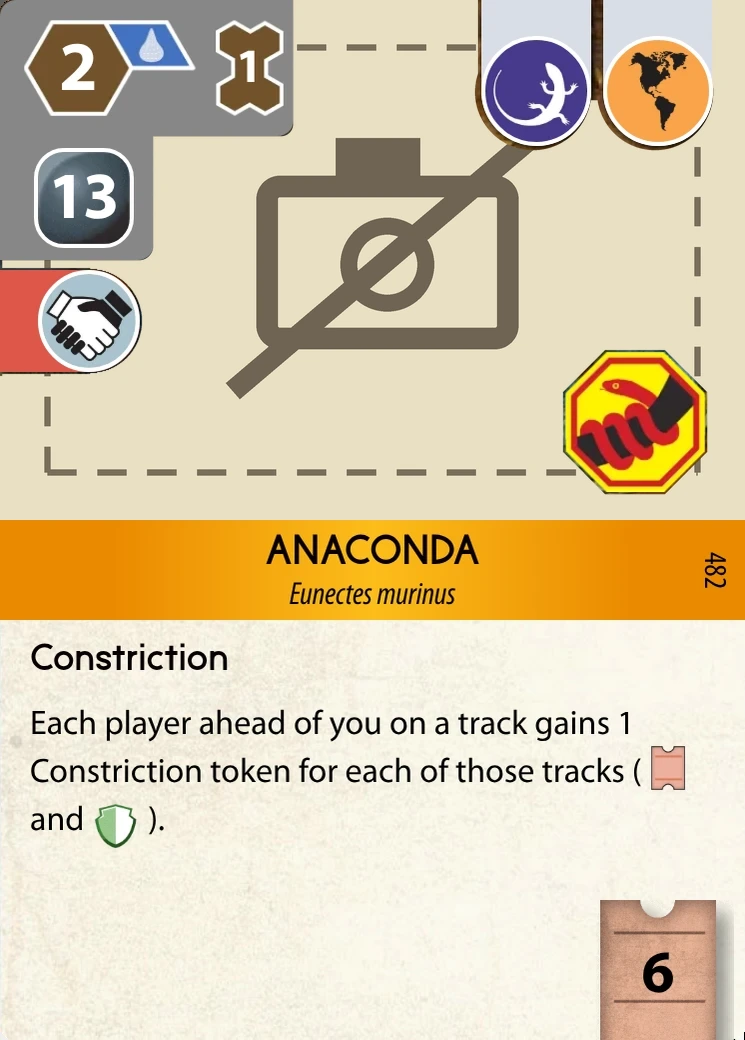 2
1
13
ANACONDA
Eunectes murinus
482
Constriction
Each player ahead of you on a track gains 1
Constriction token for each of those tracks (
and ).
6